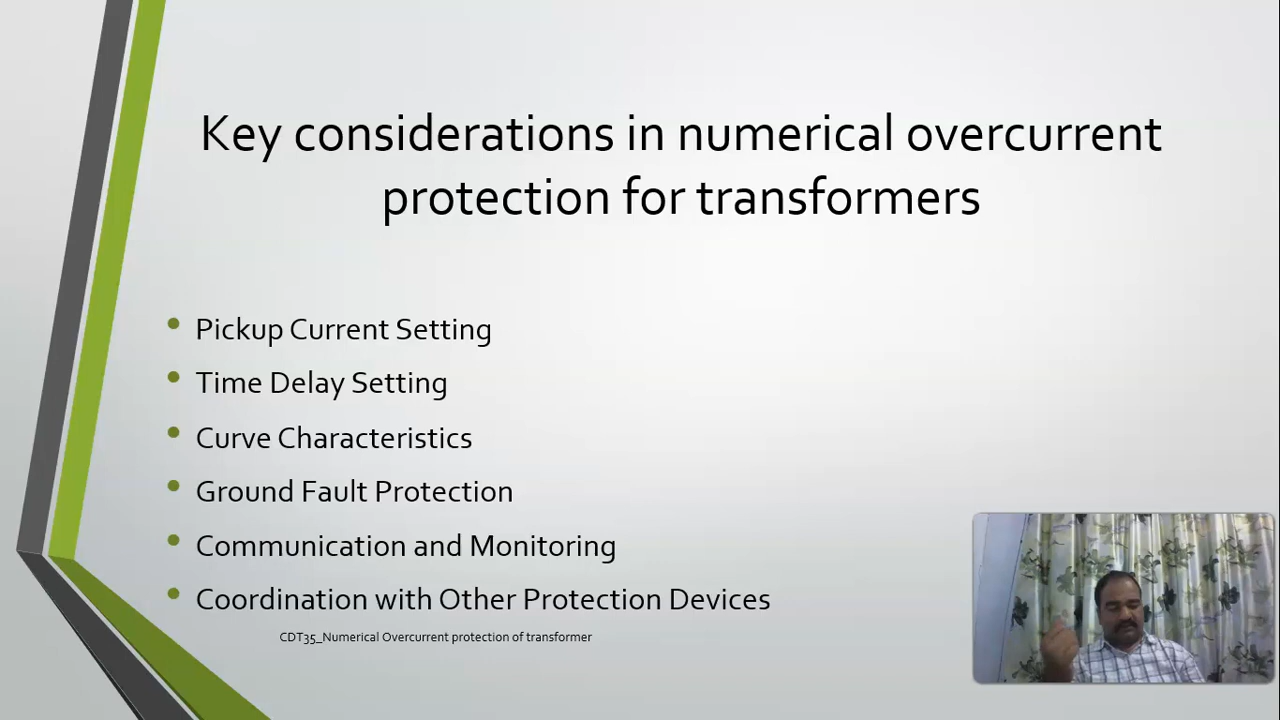 Key considerations in numerical overcurrent
protection for transformers
Pickup Current Setting
Time Delay Setting
Curve Characteristics
Ground Fault Protection
Communication and Monitoring
Coordination with Other Protection Devices
CDT35_Numerical Overcurrent protection of transformer